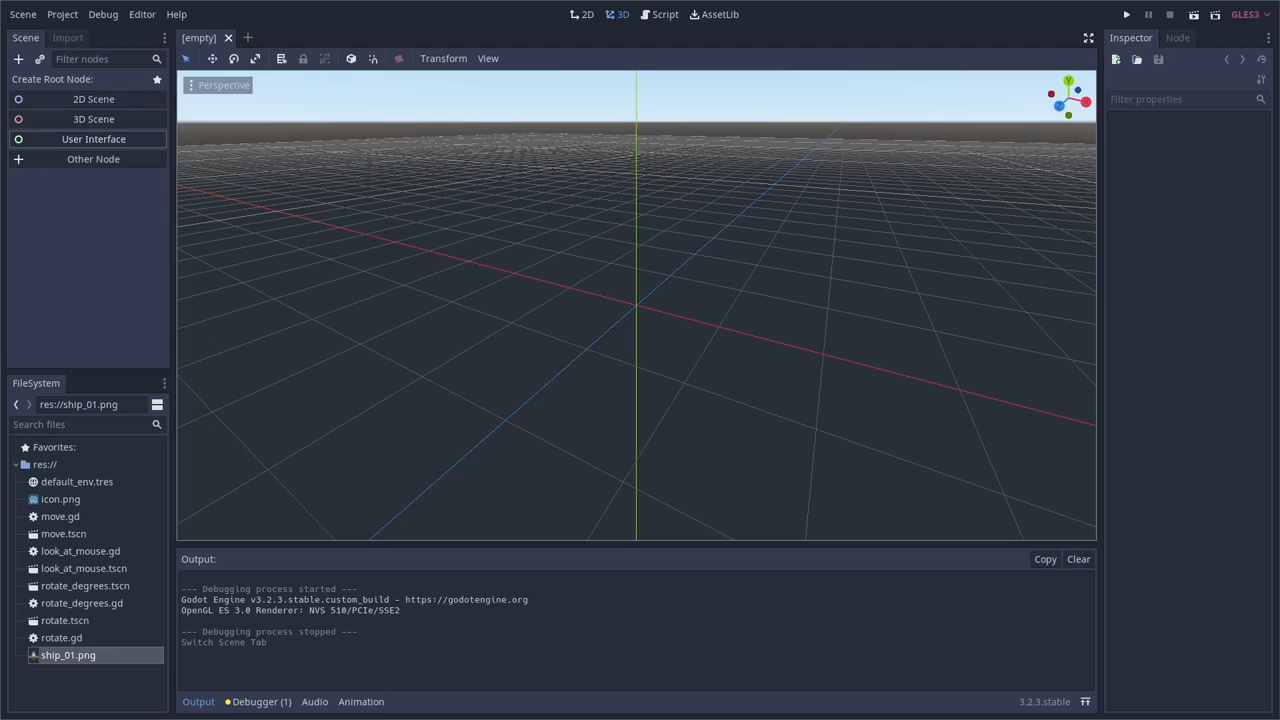 Scene Project Debug Editor Help
2D 3D Script AssetLib
GLES3
Scene Import
[empty]
Inspector Node
Filter nodes
Transform View
Create Root Node:
Perspective
Y
X
Z
2D Scene
Filter properties
3D Scene
User Interface
Other Node
FileSystem
res://ship_01.png
Search files
Favorites:
res://
default_env.tres
icon.png
move.gd
move.tscn
look_at_mouse.gd
look_at_mouse.tscn
rotate_degrees.tscn
rotate_degrees.gd
rotate.tscn
rotate.gd
ship_01.png
Output:
Copy Clear
--- Debugging process started ---
Godot Engine v3.2.3.stable.custom_build - https://godotengine.org
OpenGL ES 3.0 Renderer: NVS 510/PCIe/SSE2
--- Debugging process stopped ---
Switch Scene Tab
Output Debugger (1) Audio Animation
3.2.3.stable